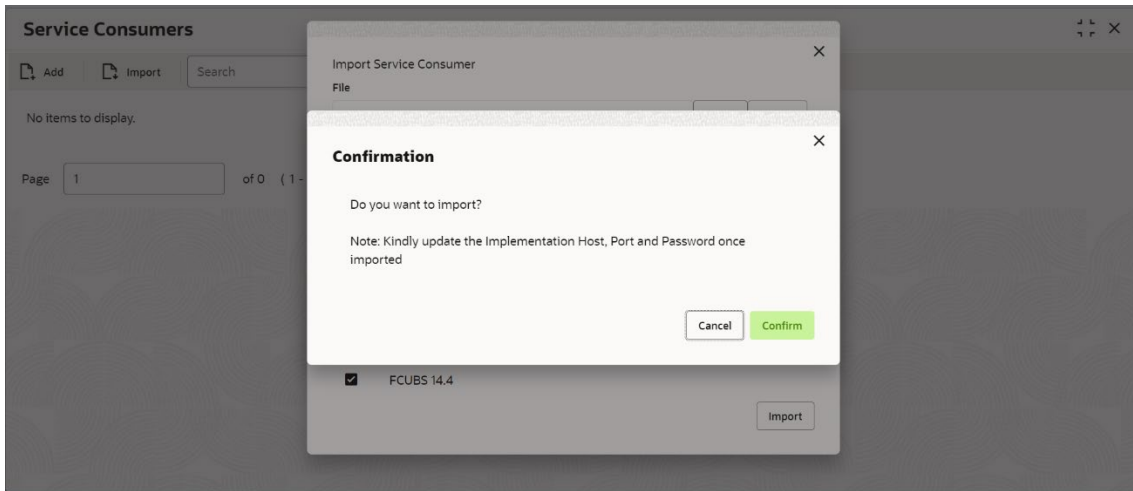 Service Consumers
Add Import Search
No items to display.
Page 1 of 0 ( 1 -
Import Service Consumer
File
Confirmation
Do you want to import?
Note: Kindly update the Implementation Host, Port and Password once
imported
Cancel Confirm
FCUBS 14.4
Import